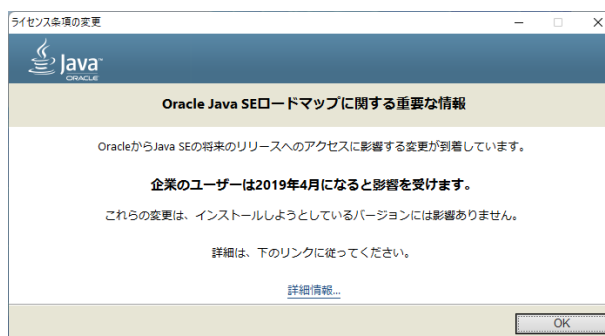 ライセンス条項の変更
Java
ORACLE
Oracle Java SEロードマップに関する重要な情報
OracleからJava SEの将来のリリースへのアクセスに影響する変更が到着しています。
企業のユーザーは2019年4月になると影響を受けます。
これらの変更は、インストールしようとしているバージョンには影響ありません。
詳細は、下のリンクに従ってください。
詳細情報...
OK